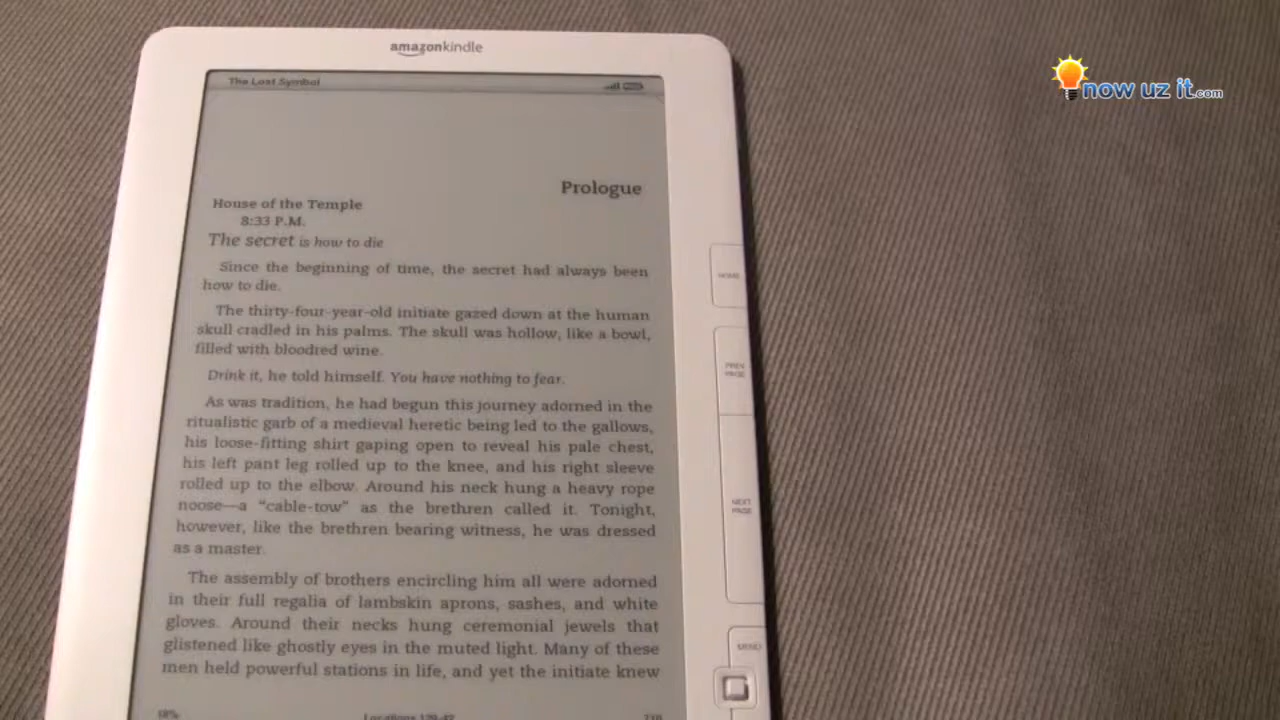 amazonkindle
The Lost Symbol
now uz it.com
Prologue
House of the Temple
8:33 P.M.
The secret is how to die
Since the beginning of time, the secret had always been
how to die.
The thirty-four-year-old initiate gazed down at the human
skull cradled in his palms. The skull was hollow, like a bowl,
filled with bloodred wine.
Drink it, he told himself. You have nothing to fear.
As was tradition, he had begun this journey adorned in the
ritualistic garb of a medieval heretic being led to the gallows,
his loose-fitting shirt gaping open to reveal his pale chest,
his left pant leg rolled up to the knee, and his right sleeve
rolled up to the elbow. Around his neck hung a heavy rope
noose—a “cable-tow” as the brethren called it. Tonight,
however, like the brethren bearing witness, he was dressed
as a master.
The assembly of brothers encircling him all were adorned
in their full regalia of lambskin aprons, sashes, and white
gloves. Around their necks hung ceremonial jewels that
glistened like ghostly eyes in the muted light. Many of these
men held powerful stations in life, and yet the initiate knew
Locations
HOME
PREV
PAGE
NEXT
PAGE
MENU